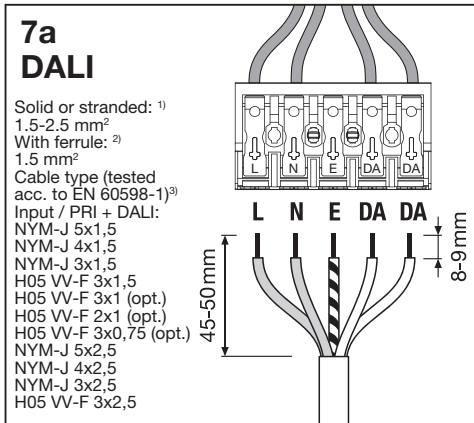 7a
DALI
Solid or stranded: 1)
1.5-2.5 mm²
With ferrule: 2)
1.5 mm²
Cable type (tested
acc. to EN 60598-1)3)
Input / PRI + DALI:
NYM-J 5x1,5
NYM-J 4x1,5
NYM-J 3x1,5
H05 VV-F 3x1,5
H05 VV-F 3x1 (opt.)
H05 VV-F 2x1 (opt.)
H05 VV-F 3x0,75 (opt.)
NYM-J 5x2,5
NYM-J 4x2,5
NYM-J 3x2,5
H05 VV-F 3x2,5
L N E DA DA
L N E DA DA
45-50mm
8-9mm